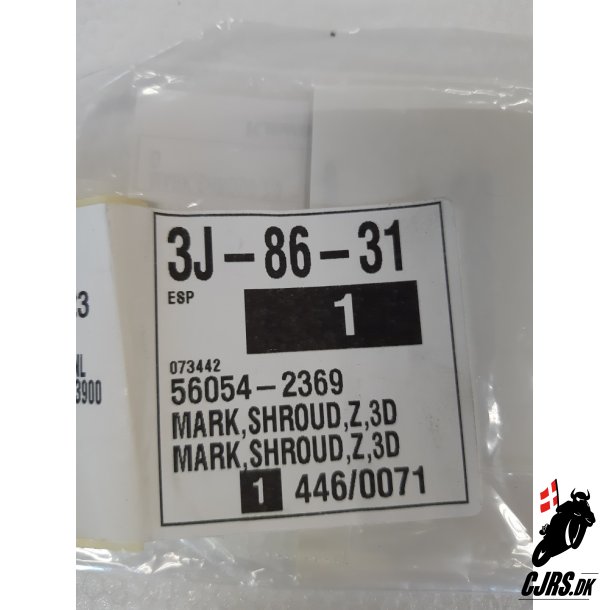 3J-86-31
ESP
1
073442
56054-2369
MARK,SHROUD,Z,3D
MARK,SHROUD,Z,3D
1 446/0071
3900
CJRS.DK